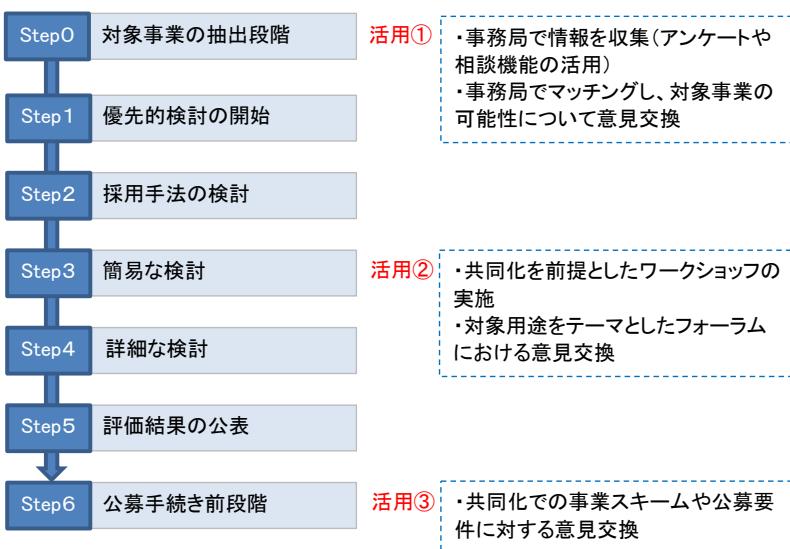 Step0 対象事業の抽出段階
活用①
・事務局で情報を収集(アンケートや
相談機能の活用)
・事務局でマッチングし、対象事業の
可能性について意見交換
Step1 優先的検討の開始
Step2 採用手法の検討
Step3 簡易な検討
活用②
・共同化を前提としたワークショッフの
実施
・対象用途をテーマとしたフォーラム
における意見交換
Step4 詳細な検討
Step5 評価結果の公表
Step6 公募手続き前段階
活用③
・共同化での事業スキームや公募要
件に対する意見交換